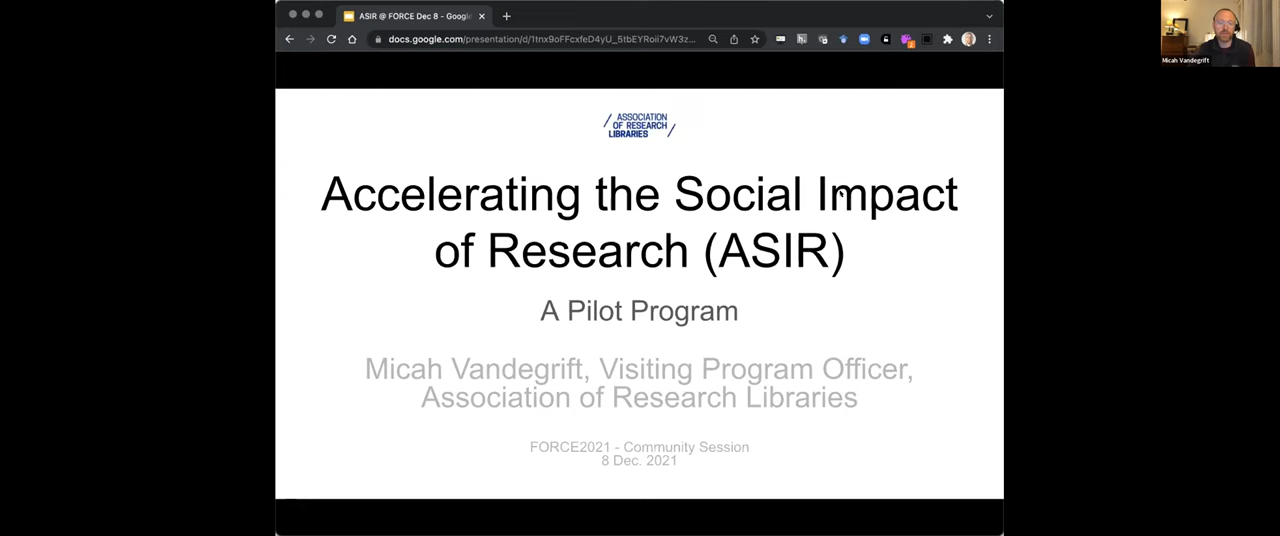 ASIR @ FORCE Dec 8 - Google
docs.google.com/presentation/d/1tnx9oFFcxfeD4yU_5tbEYRoii7vW3z...
Micah Vandegrift
ASSOCIATION
OF RESEARCH
LIBRARIES
Accelerating the Social Impact
of Research (ASIR)
A Pilot Program
Micah Vandegrift, Visiting Program Officer,
Association of Research Libraries
FORCE2021 - Community Session
8 Dec. 2021